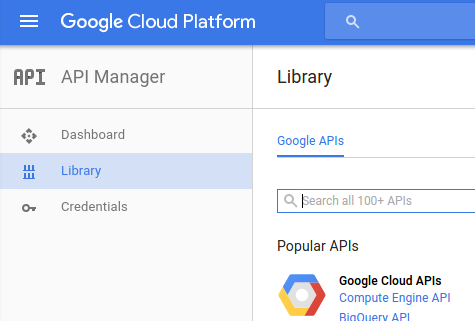 Google Cloud Platform
API API Manager
Library
Dashboard
Google APIs
Library
Search all 100+ APIs
Credentials
Popular APIs
Google Cloud APIs
Compute Engine API
BigQuery API